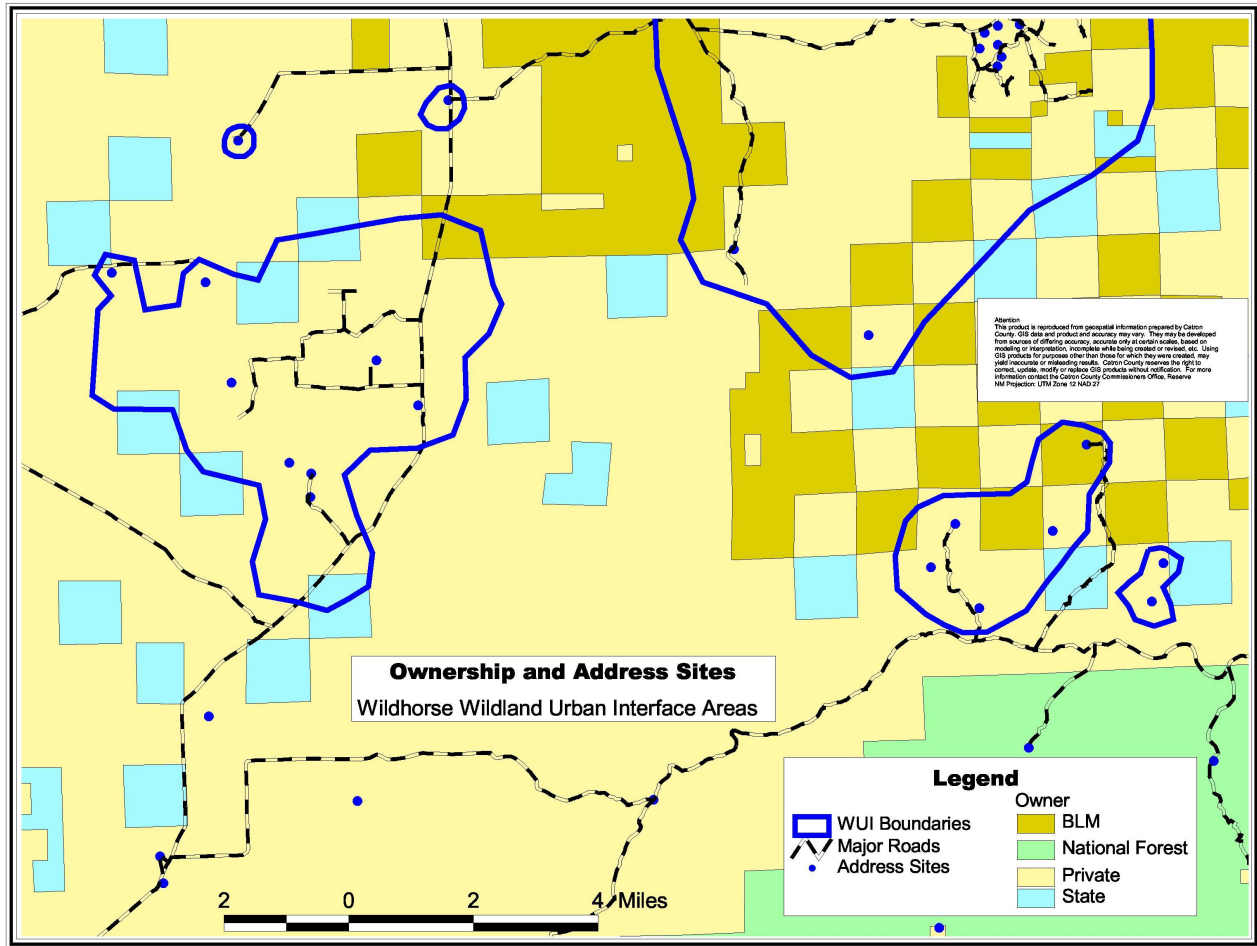 Attention
This product is reproduced from geospatial information prepared by Catron
County. GIS data and product and accuracy may vary. They may be developed
from sources of differing accuracy, accurate only at certain scales, based on
modeling or interpretation, incomplete while being created or revised, etc. Using
GIS products for purposes other than those for which they were created, may
yield inaccurate or misleading results. Catron County reserves the right to
correct, update, modify or replace GIS products without notification. For more
information contact the Catron County Commissioners Office, Reserve
NM Projection: UTM Zone 12 NAD 27
Ownership and Address Sites
Wildhorse Wildland Urban Interface Areas
Legend
WUI Boundaries
Major Roads
Address Sites
Owner
BLM
National Forest
Private
State
2 0 2 4 Miles